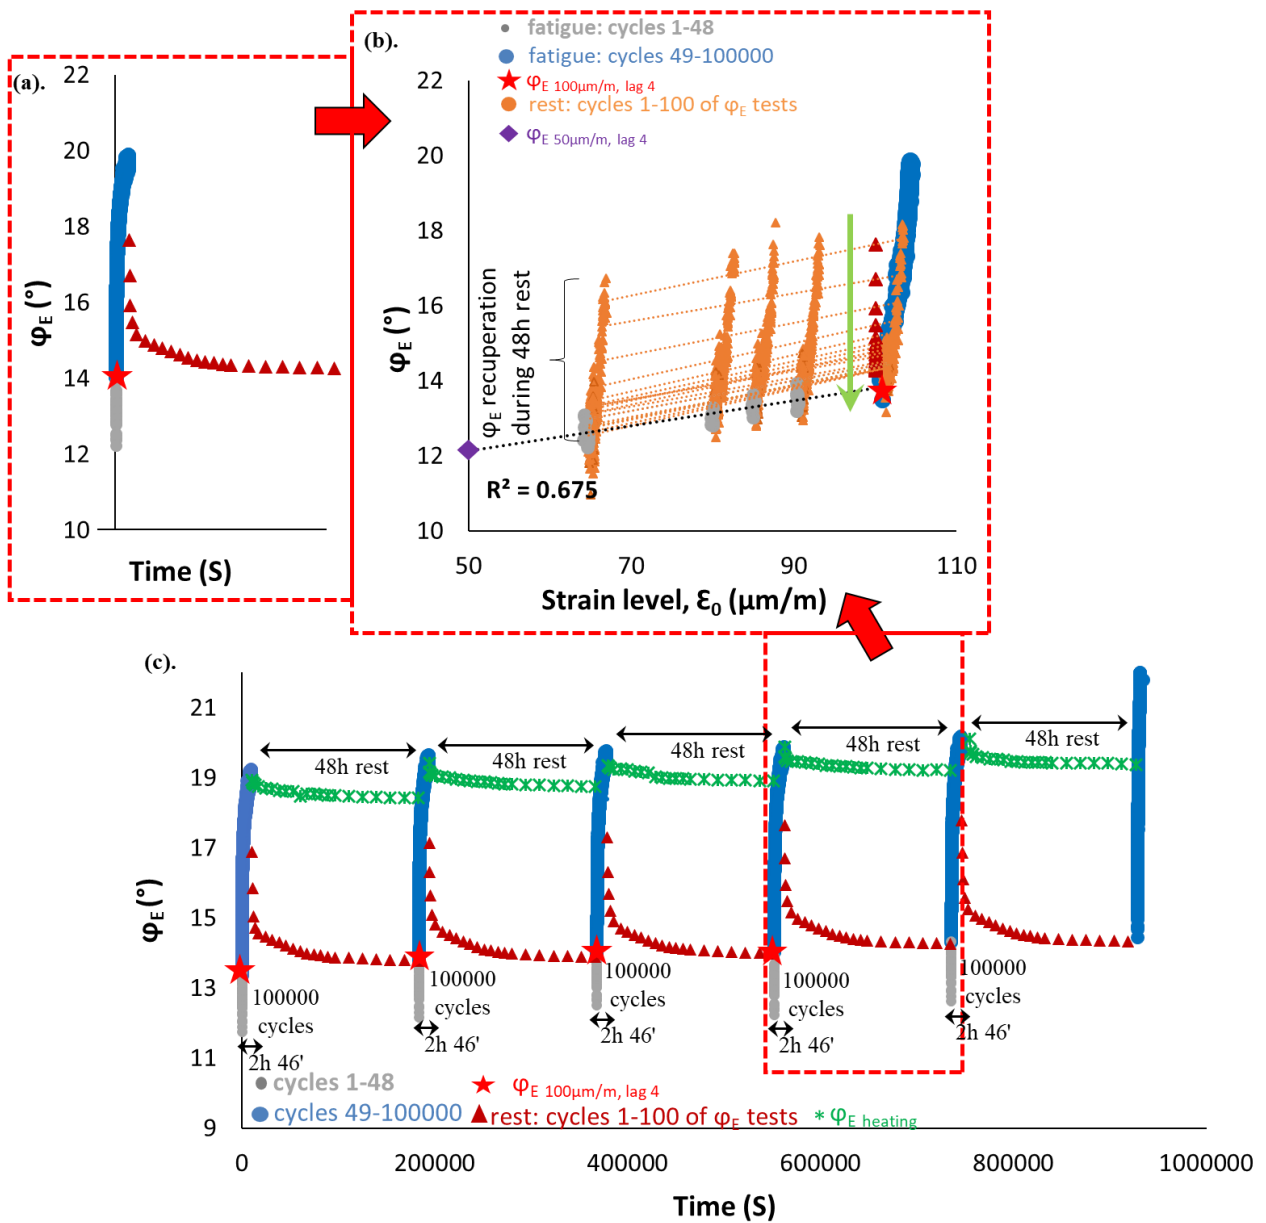 (a).
22
20
18
16
14
12
10
φE (°)
Time (S)
(b).
fatigue: cycles 1-48
fatigue: cycles 49-100000
φE 100μm/m, lag 4
rest: cycles 1-100 of φE tests
φE 50μm/m, lag 4
22
20
18
16
14
12
10
φE (°)
φE recuperation
during 48h rest
R² = 0.675
50
70
90
110
Strain level, Ɛ0 (μm/m)
(c).
21
19
17
15
13
11
9
φE (°)
48h rest
48h rest
48h rest
48h rest
48h rest
100000
cycles
2h 46'
100000
cycles
2h 46'
100000
cycles
2h 46'
100000
cycles
2h 46'
100000
cycles
2h 46'
cycles 1-48
φE 100μm/m, lag 4
cycles 49-100000
rest: cycles 1-100 of φE tests
φE heating
0
200000
400000
600000
800000
1000000
Time (S)